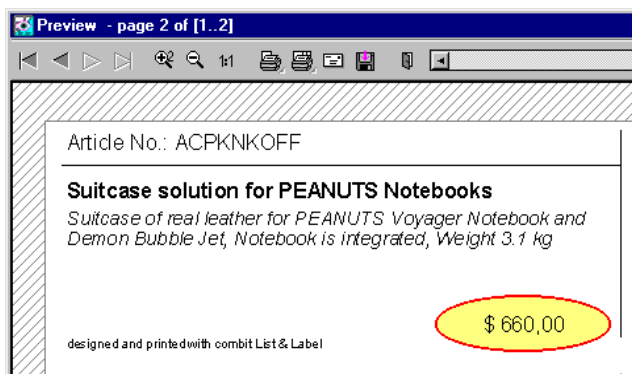 Preview - page 2 of [1..2]
1:1
Article No.: ACPKNKOFF
Suitcase solution for PEANUTS Notebooks
Suitcase of real leather for PEANUTS Voyager Notebook and
Demon Bubble Jet, Notebook is integrated, Weight 3.1 kg
$ 660,00
designed and printed with combit List & Label